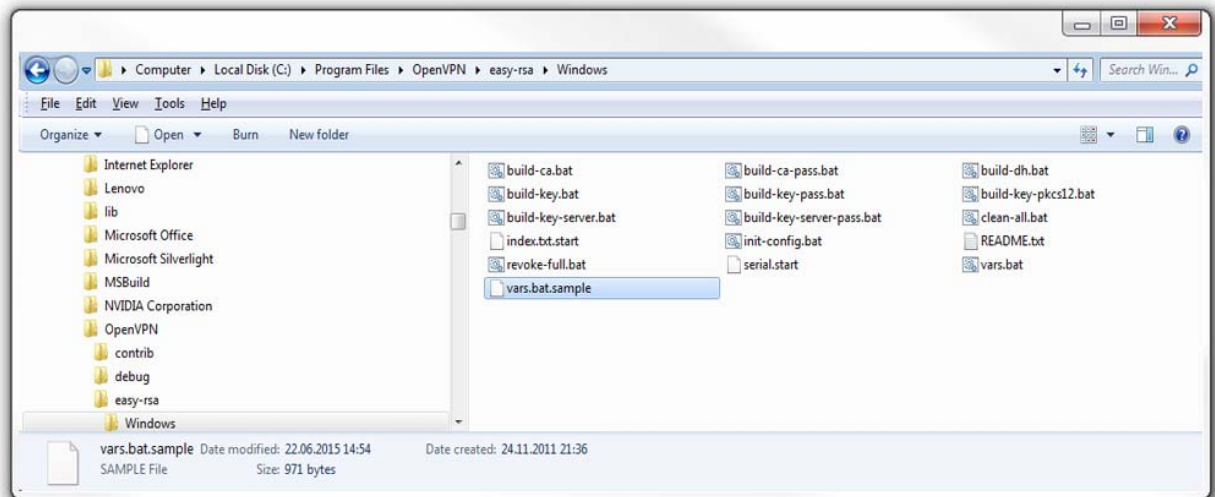 Computer ▸ Local Disk (C:) ▸ Program Files ▸ OpenVPN ▸ easy-rsa ▸ Windows
Search Win...
File Edit View Tools Help
Organize ▾ Open ▾ Burn New folder
Internet Explorer
Lenovo
lib
Microsoft Office
Microsoft Silverlight
MSBuild
NVIDIA Corporation
OpenVPN
contrib
debug
easy-rsa
Windows
build-ca.bat build-ca-pass.bat build-dh.bat
build-key.bat build-key-pass.bat build-key-pkcs12.bat
build-key-server.bat build-key-server-pass.bat clean-all.bat
index.txt.start init-config.bat README.txt
revoke-full.bat serial.start vars.bat
vars.bat.sample
vars.bat.sample Date modified: 22.06.2015 14:54 Date created: 24.11.2011 21:36
SAMPLE File Size: 971 bytes